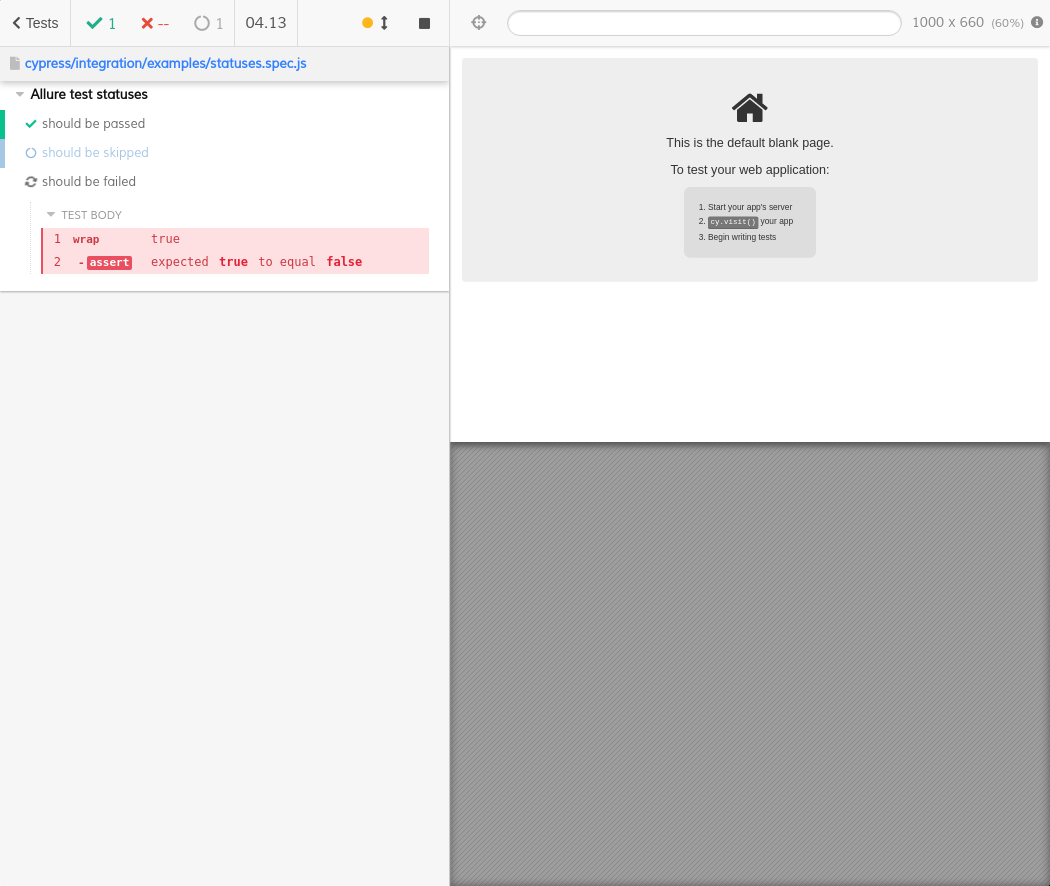 Tests 1 -- 1 04.13
1000 x 660 (60%)
cypress/integration/examples/statuses.spec.js
Allure test statuses
should be passed
should be skipped
should be failed
TEST BODY
1 wrap true
2 -assert expected true to equal false
This is the default blank page.
To test your web application:
1. Start your app's server
2. cy.visit() your app
3. Begin writing tests